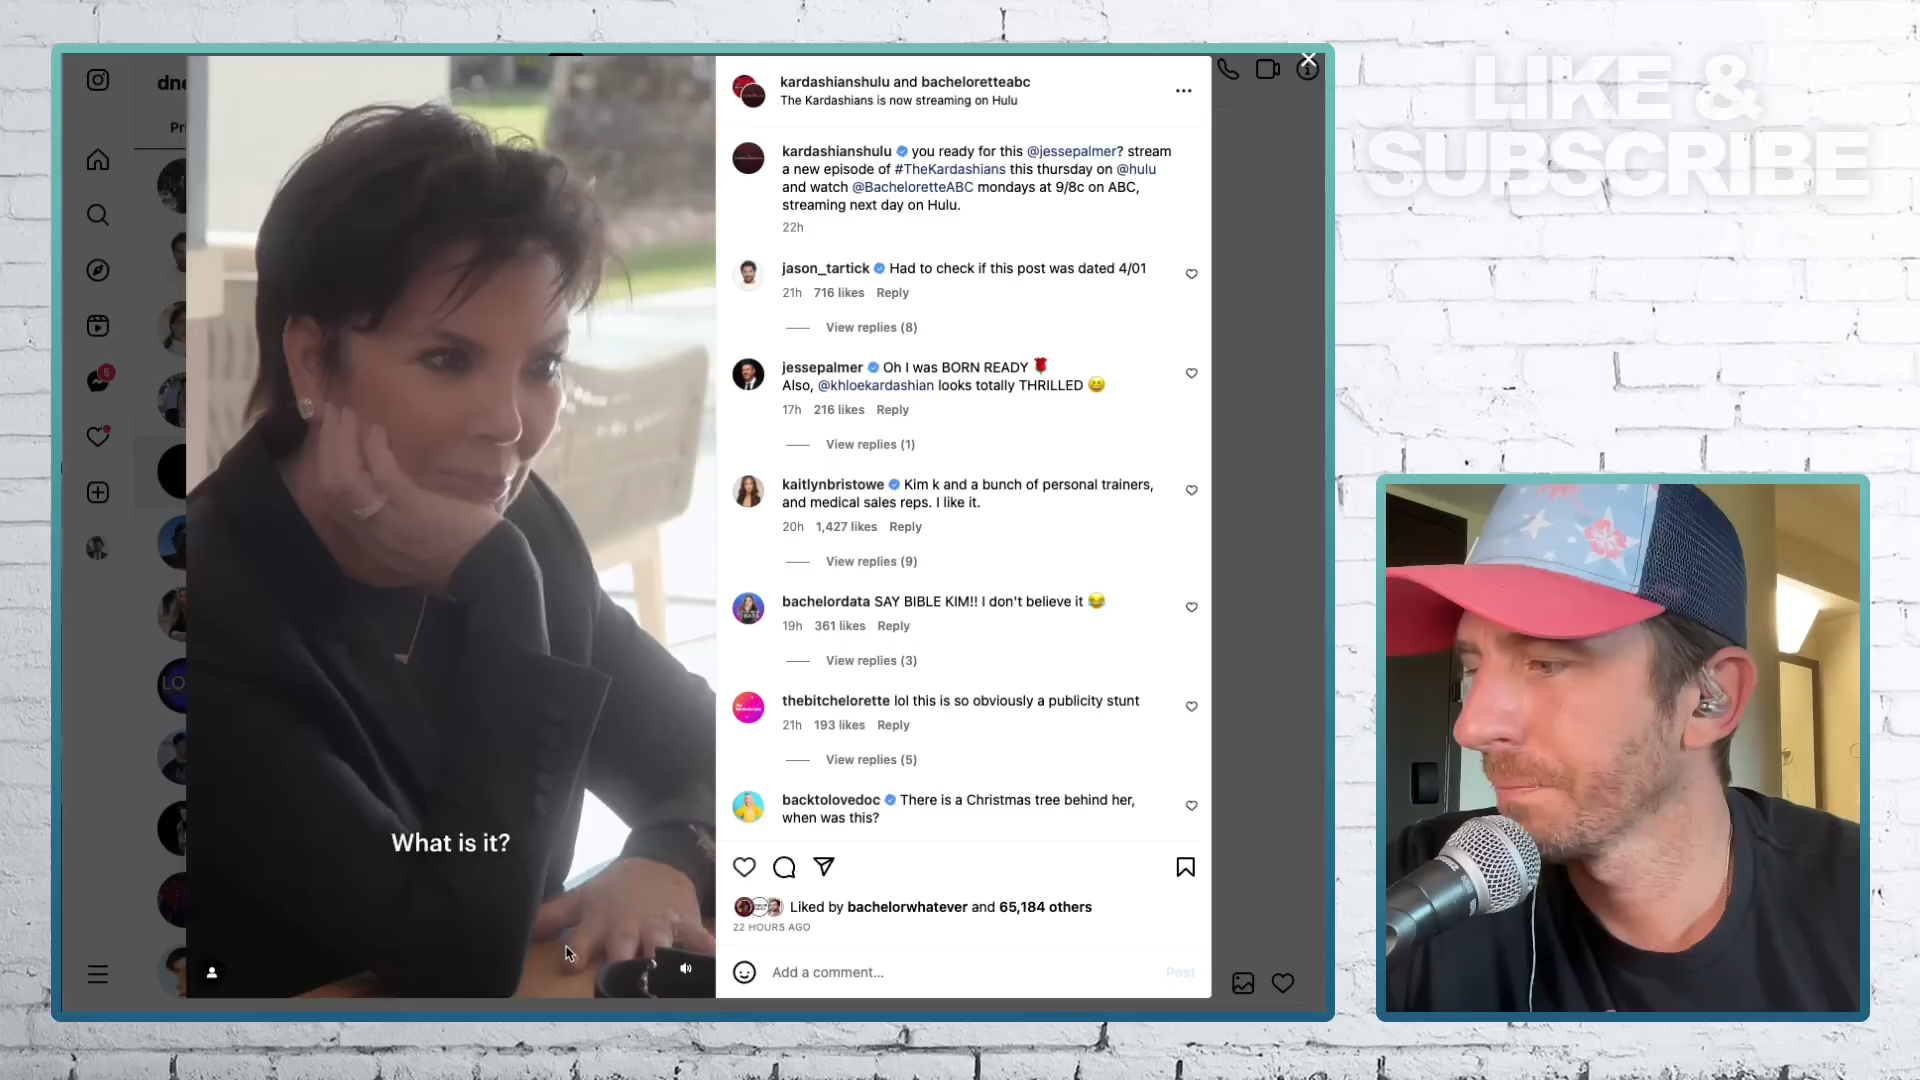 LIKE &
SUBSCRIBE
kardashianshulu and bacheloretteabc
The Kardashians is now streaming on Hulu
kardashianshulu you ready for this @jessepalmer? stream
a new episode of #TheKardashians this thursday on @hulu
and watch @BacheloretteABC mondays at 9/8c on ABC,
streaming next day on Hulu.
22h
jason_tartick Had to check if this post was dated 4/01
21h 716 likes Reply
View replies (8)
jessepalmer Oh I was BORN READY 🌹
Also, @khloekardashian looks totally THRILLED 😬
17h 216 likes Reply
View replies (1)
kaitlynbristowe Kim k and a bunch of personal trainers,
and medical sales reps. I like it.
20h 1,427 likes Reply
View replies (9)
bachelordata SAY BIBLE KIM!! I don't believe it 😂
19h 361 likes Reply
View replies (3)
thebitchelorette lol this is so obviously a publicity stunt
21h 193 likes Reply
View replies (5)
backtolovedoc There is a Christmas tree behind her,
when was this?
Liked by bachelorwhatever and 65,184 others
22 HOURS AGO
Add a comment...
Post
What is it?
dne
Pri
5
LO